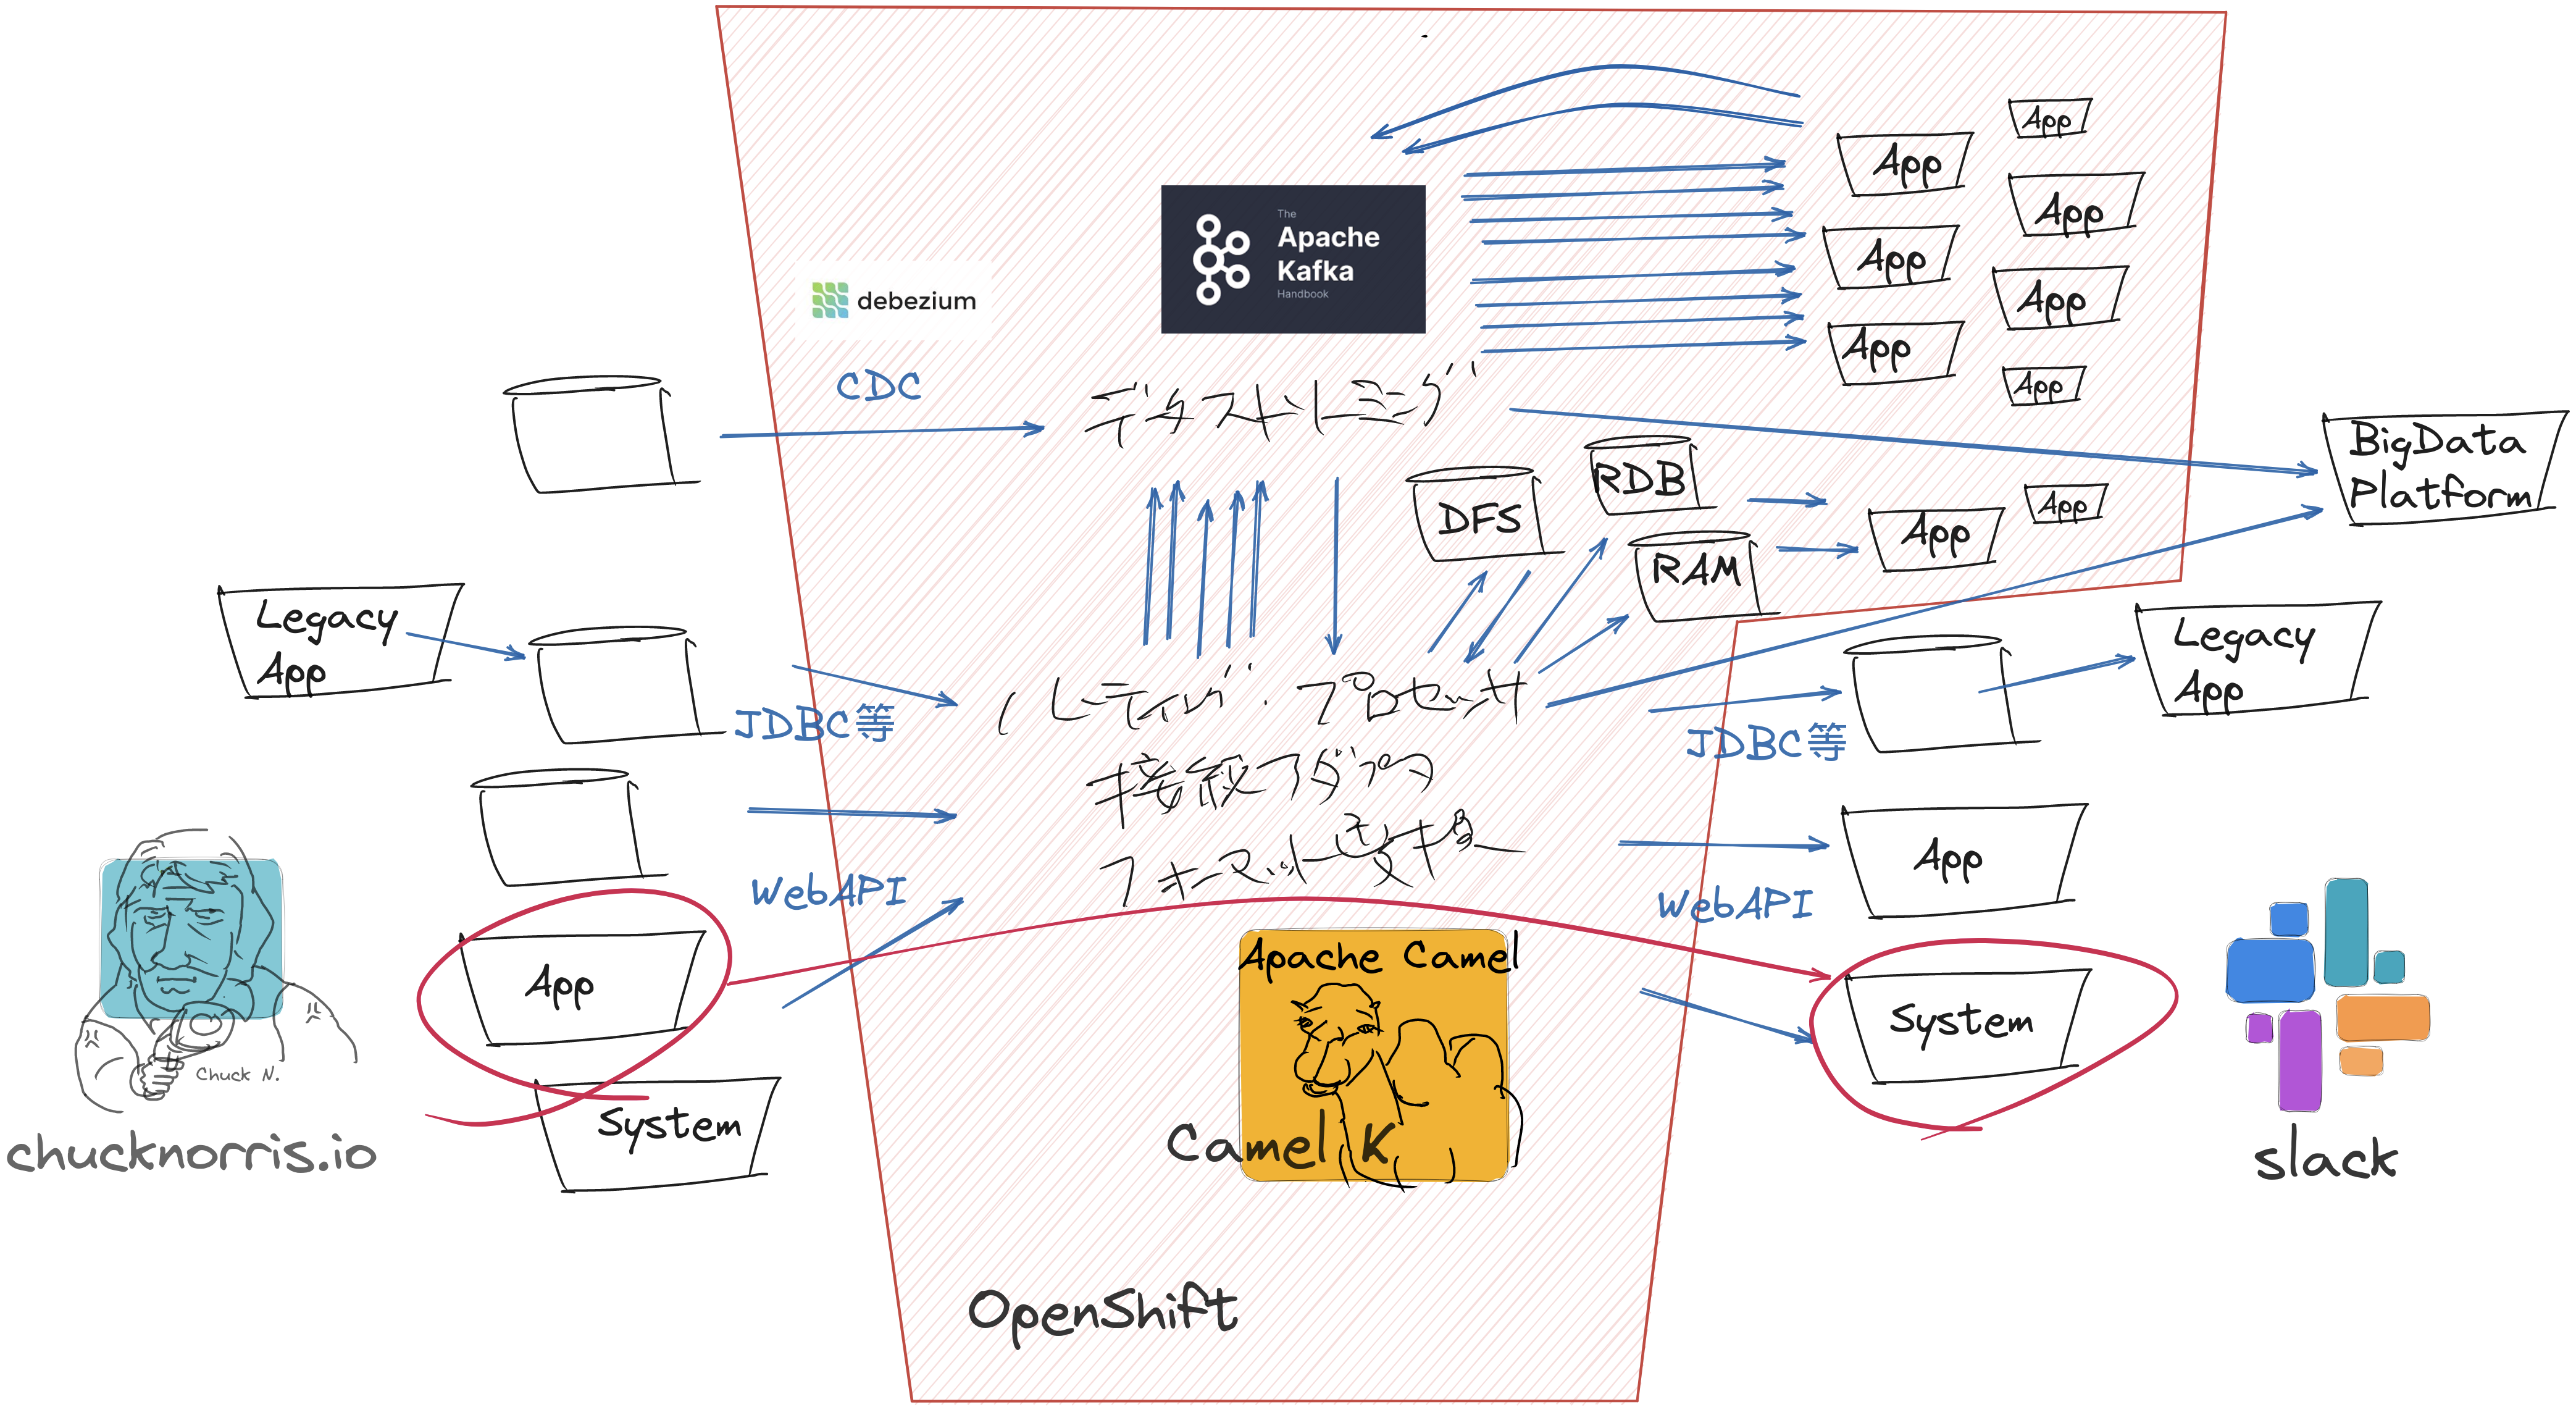 App
App
App
The
Apache
Kafka
Handbook
App
App
debezium
App
App
CDC
App
データストリーミング
BigData
Platform
RDB
DFS
App
App
RAM
Legacy
App
Legacy
App
ルーティング・プロセッサ
JDBC等
JDBC等
接続アダプタ
フォーマット変換
App
WebAPI
WebAPI
Apache Camel
App
System
Chuck N.
System
Camel K
chucknorris.io
slack
OpenShift